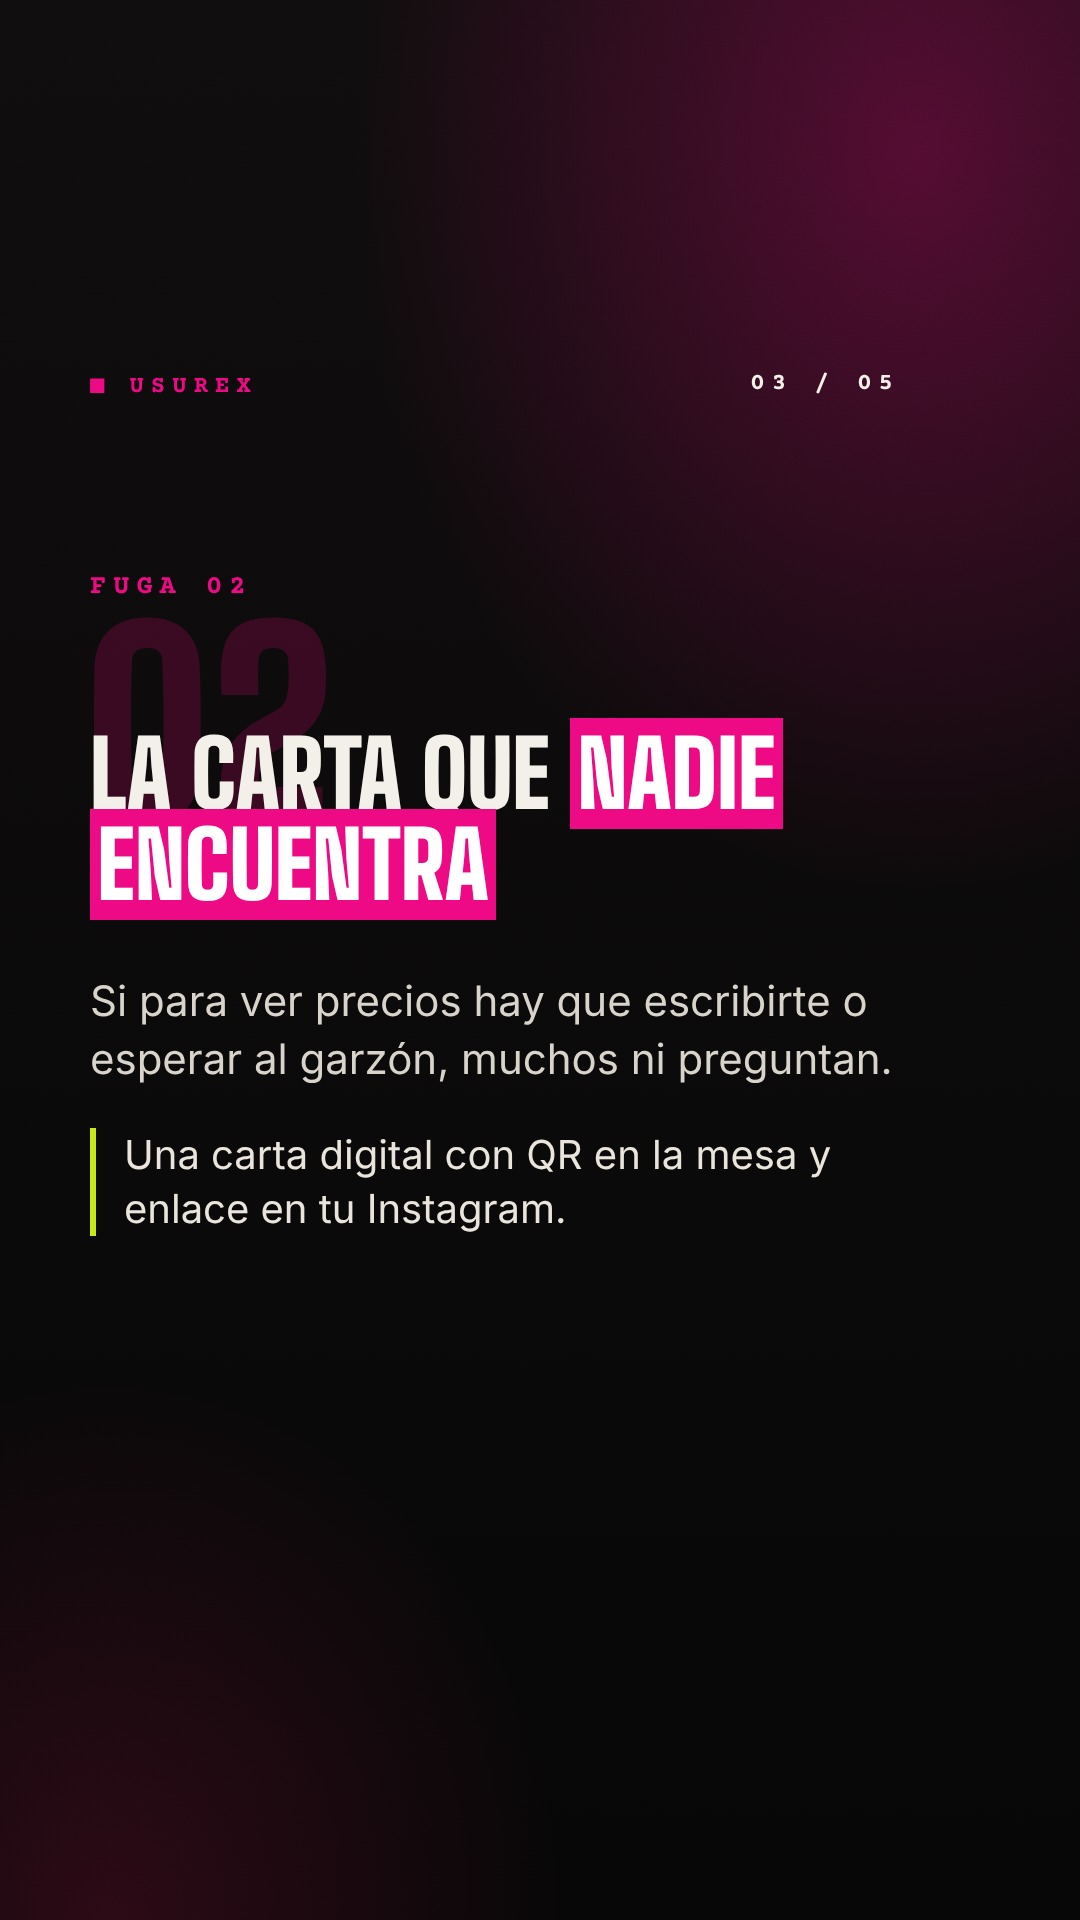 USUREX
03 / 05
FUGA 02
02
LA CARTA QUE NADIE
ENCUENTRA
Si para ver precios hay que escribirte o
esperar al garzón, muchos ni preguntan.
Una carta digital con QR en la mesa y
enlace en tu Instagram.